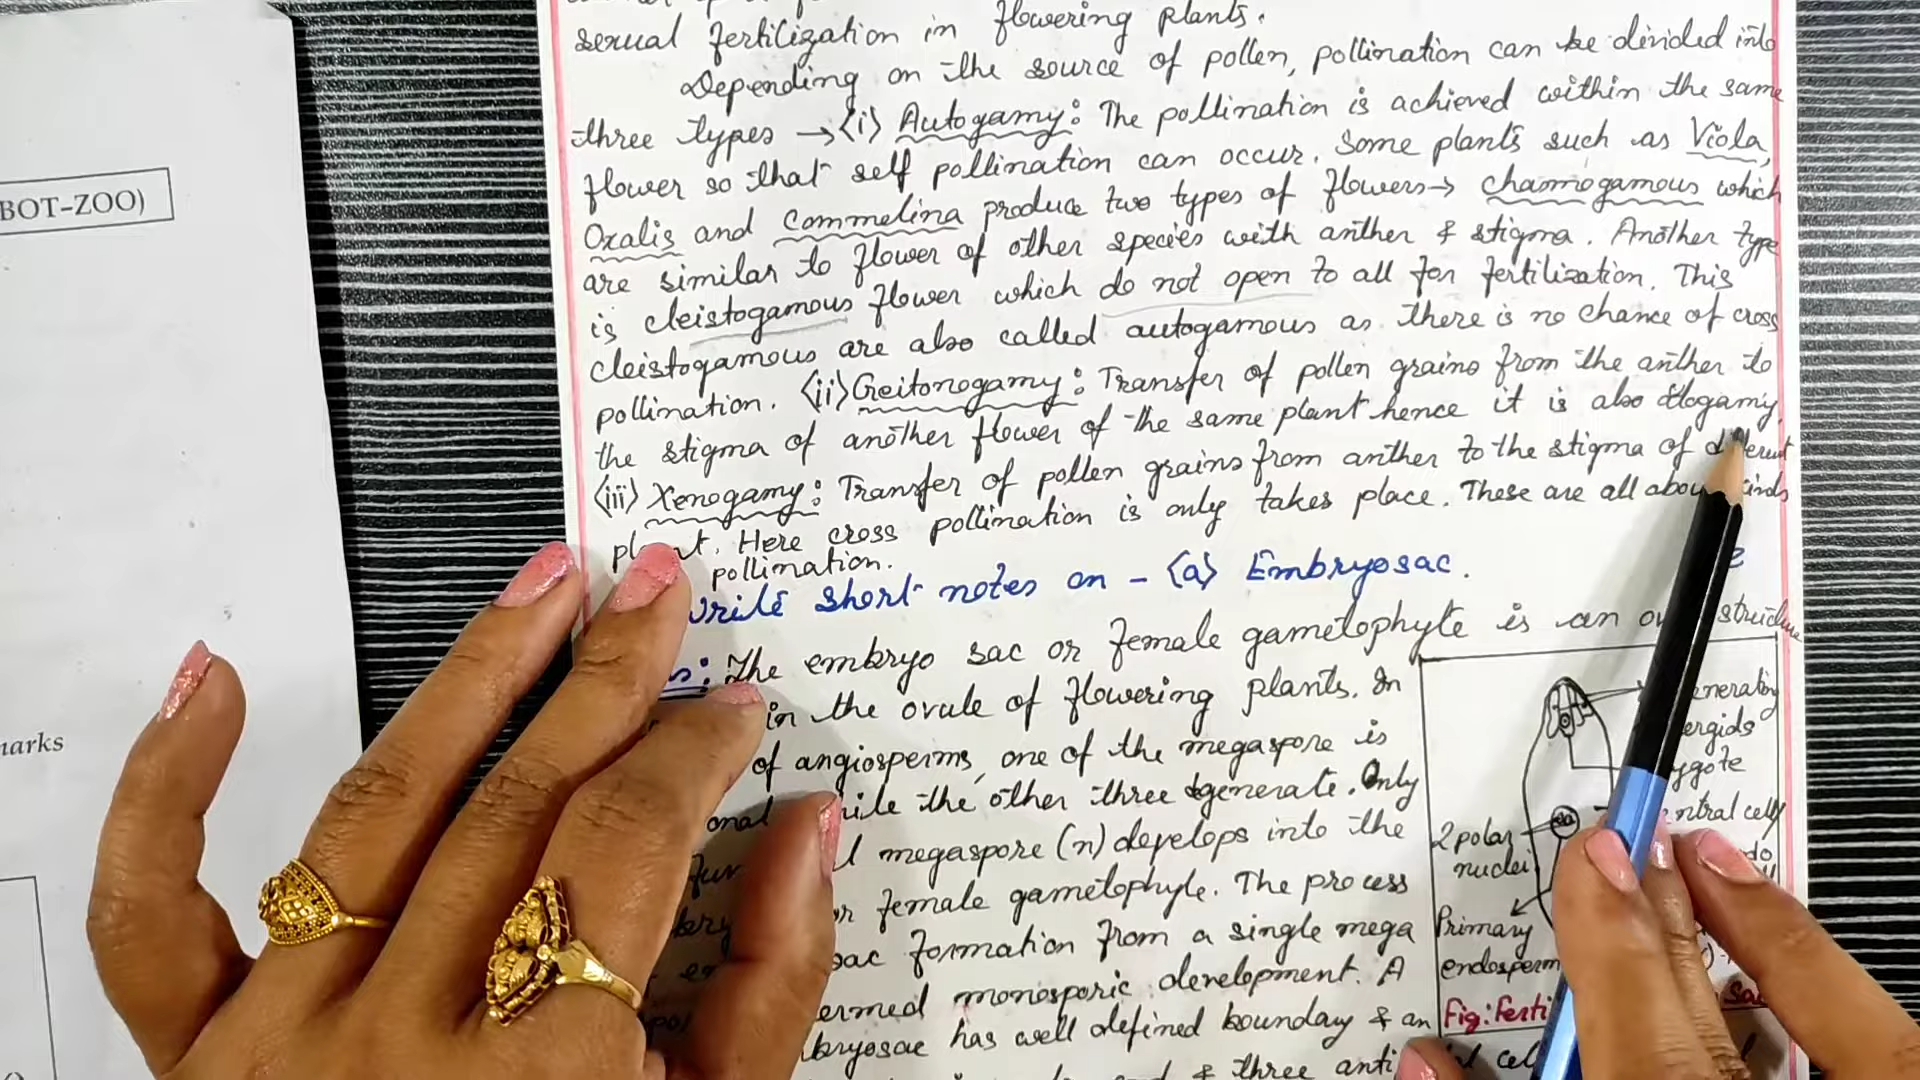 sexual fertilization in flowering plants.
Depending on the source of pollen, pollination can be divided into
three types → (i) Autogamy: The pollination is achieved within the same
flower so that self pollination can occur. Some plants such as Viola,
Oxalis and Commelina produce two types of flowers → chasmogamous which
are similar to flower of other species with anther & stigma. Another type
is cleistogamous flower which do not open to all for fertilization. This
cleistogamous are also called autogamous as there is no chance of cross
pollination. (ii) Geitonogamy: Transfer of pollen grains from the anther to
the stigma of another flower of the same plant hence it is also
(iii) Xenogamy: Transfer of pollen grains from anther to the stigma of
Here cross pollination is only takes place. These are all
pollination.
write short notes on - (a) Embryosac.
The embryo sac or female gametophyte is an
in the ovule of flowering plants. In
of angiosperms, one of the megaspore is
the other three degenerate. Only
megaspore (n) develops into the
female gametophyte. The process
sac formation from a single mega
monosporic development. A
has well defined boundary & an
& three
2 polar
nuclei
Primary
endosperm
central cell
Fig:
BOT-ZOO)
marks